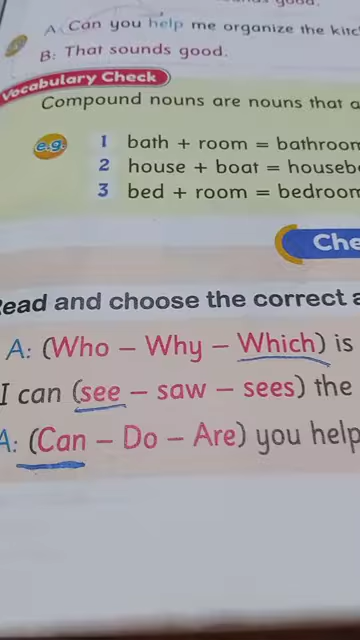 A: Can you help me organize the kitc
B: That sounds good.
Vocabulary Check
Compound nouns are nouns that a
e.g. 1 bath + room = bathroom
2 house + boat = housebo
3 bed + room = bedroom
Che
Read and choose the correct a
A: (Who – Why – Which) is
I can (see – saw – sees) the
A: (Can – Do – Are) you help